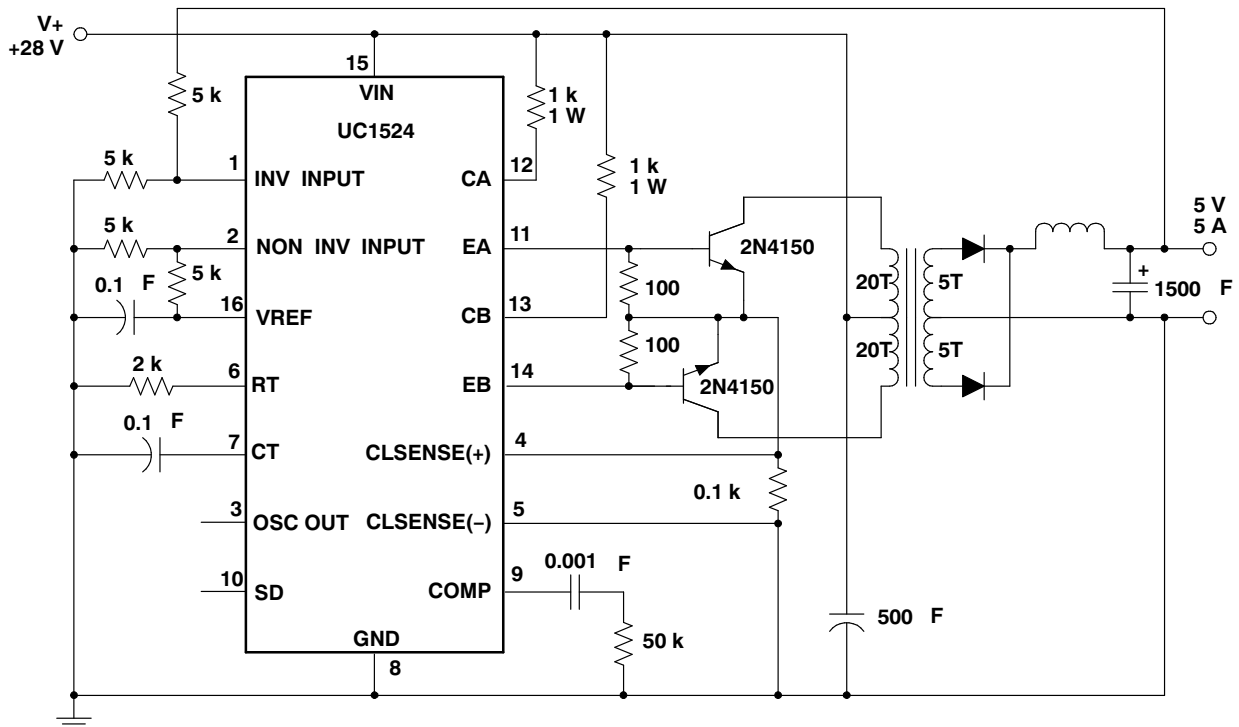 V+
+28 V
15
VIN
UC1524
5 k
1 k
1 W
5 k
1
INV INPUT
CA
12
1 k
1 W
5 k
2
NON INV INPUT
EA
11
2N4150
5 V
5 A
0.1 F
5 k
16
VREF
CB
13
100
20T
5T
+
1500 F
100
20T
5T
2 k
6
RT
EB
14
2N4150
0.1 F
7
CT
CLSENSE(+)
4
0.1 k
3
OSC OUT
CLSENSE(−)
5
10
SD
COMP
9
0.001 F
50 k
500 F
GND
8